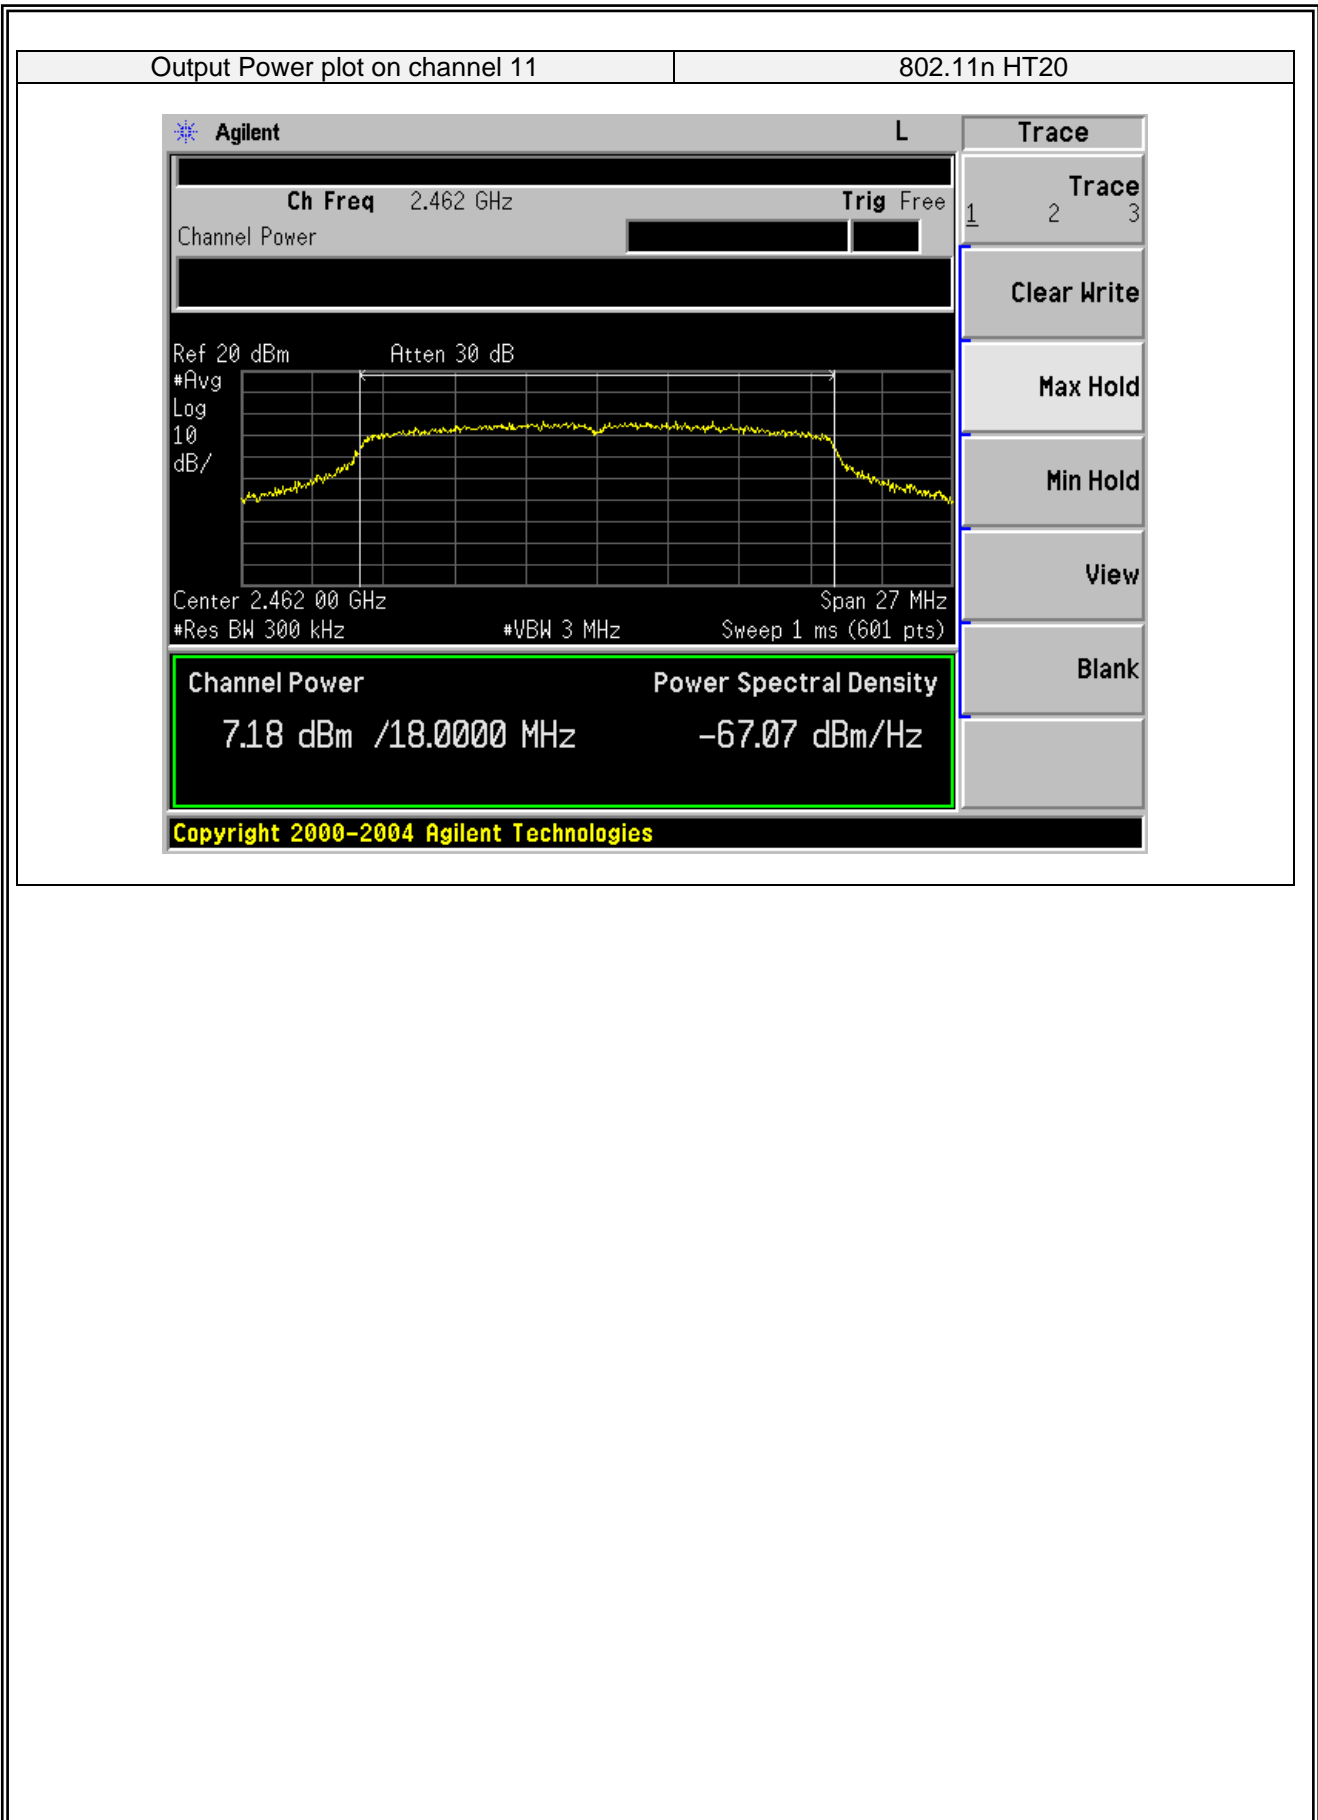 Output Power plot on channel 11 802.11n HT20
Agilent L Trace
Ch Freq 2.462 GHz Trig Free
Channel Power
Trace
1 2 3
Clear Write
Max Hold
Min Hold
View
Blank
Ref 20 dBm Atten 30 dB
#Avg
Log
10
dB/
Center 2.462 00 GHz Span 27 MHz
#Res BW 300 kHz #VBW 3 MHz Sweep 1 ms (601 pts)
Channel Power Power Spectral Density
7.18 dBm /18.0000 MHz -67.07 dBm/Hz
Copyright 2000-2004 Agilent Technologies